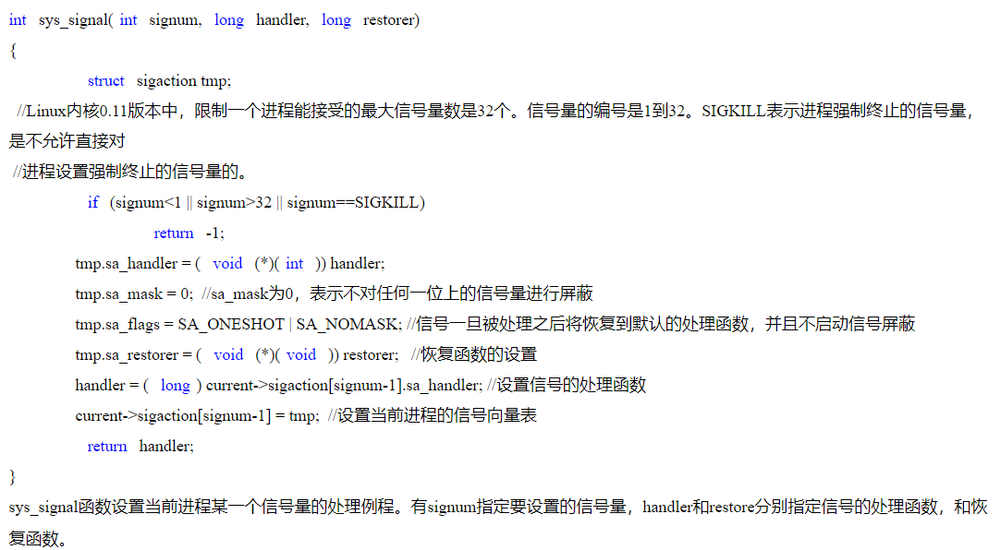 int sys_signal( int signum, long handler, long restorer)
{
struct sigaction tmp;
//Linux内核0.11版本中，限制一个进程能接受的最大信号量数是32个。信号量的编号是1到32。SIGKILL表示进程强制终止的信号量，
是不允许直接对
//进程设置强制终止的信号量的。
if (signum<1 || signum>32 || signum==SIGKILL)
return -1;
tmp.sa_handler = ( void (*)( int )) handler;
tmp.sa_mask = 0; //sa_mask为0，表示不对任何一位上的信号量进行屏蔽
tmp.sa_flags = SA_ONESHOT | SA_NOMASK; //信号一旦被处理之后将恢复到默认的处理函数，并且不启动信号屏蔽
tmp.sa_restorer = ( void (*)( void )) restorer; //恢复函数的设置
handler = ( long ) current->sigaction[signum-1].sa_handler; //设置信号的处理函数
current->sigaction[signum-1] = tmp; //设置当前进程的信号向量表
return handler;
}
sys_signal函数设置当前进程某一个信号量的处理例程。有signum指定要设置的信号量，handler和restore分别指定信号的处理函数，和恢
复函数。